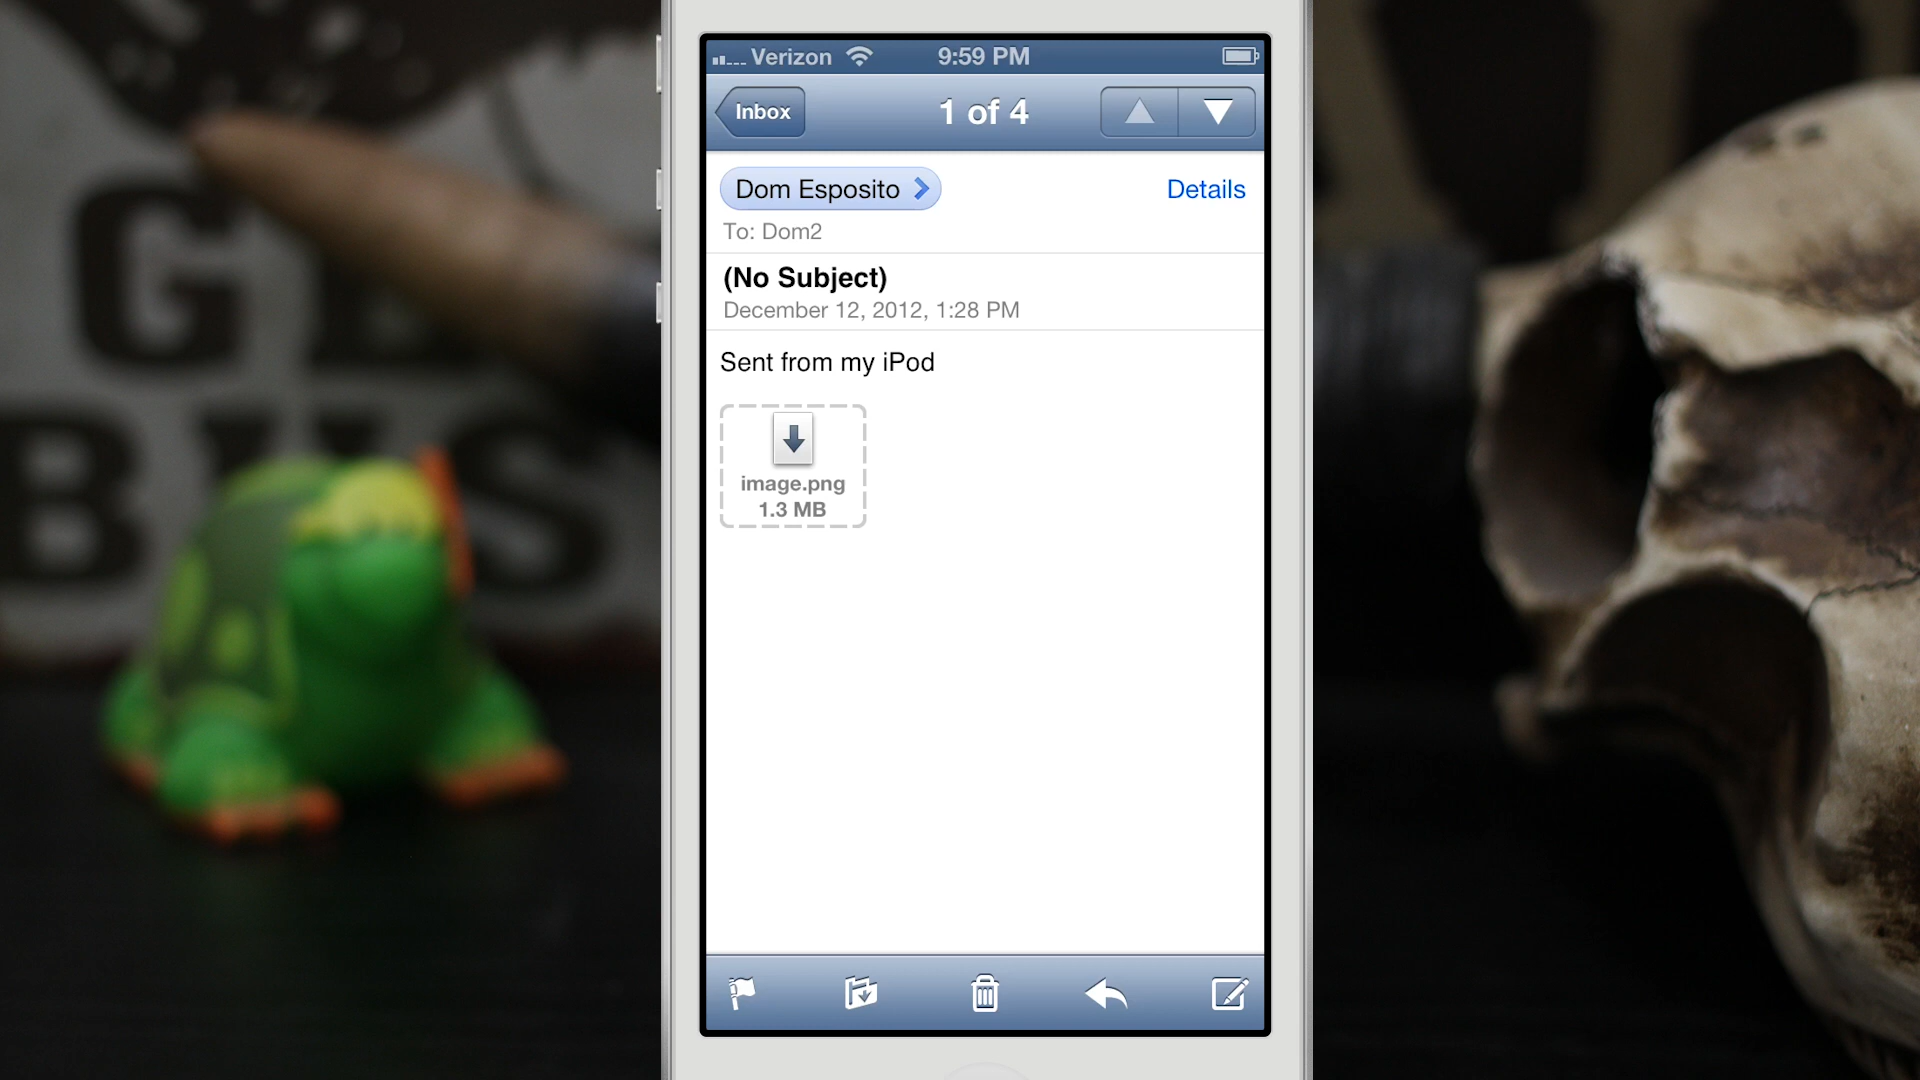 Verizon 9:59 PM
Inbox 1 of 4
Dom Esposito Details
To: Dom2
(No Subject)
December 12, 2012, 1:28 PM
Sent from my iPod
image.png
1.3 MB